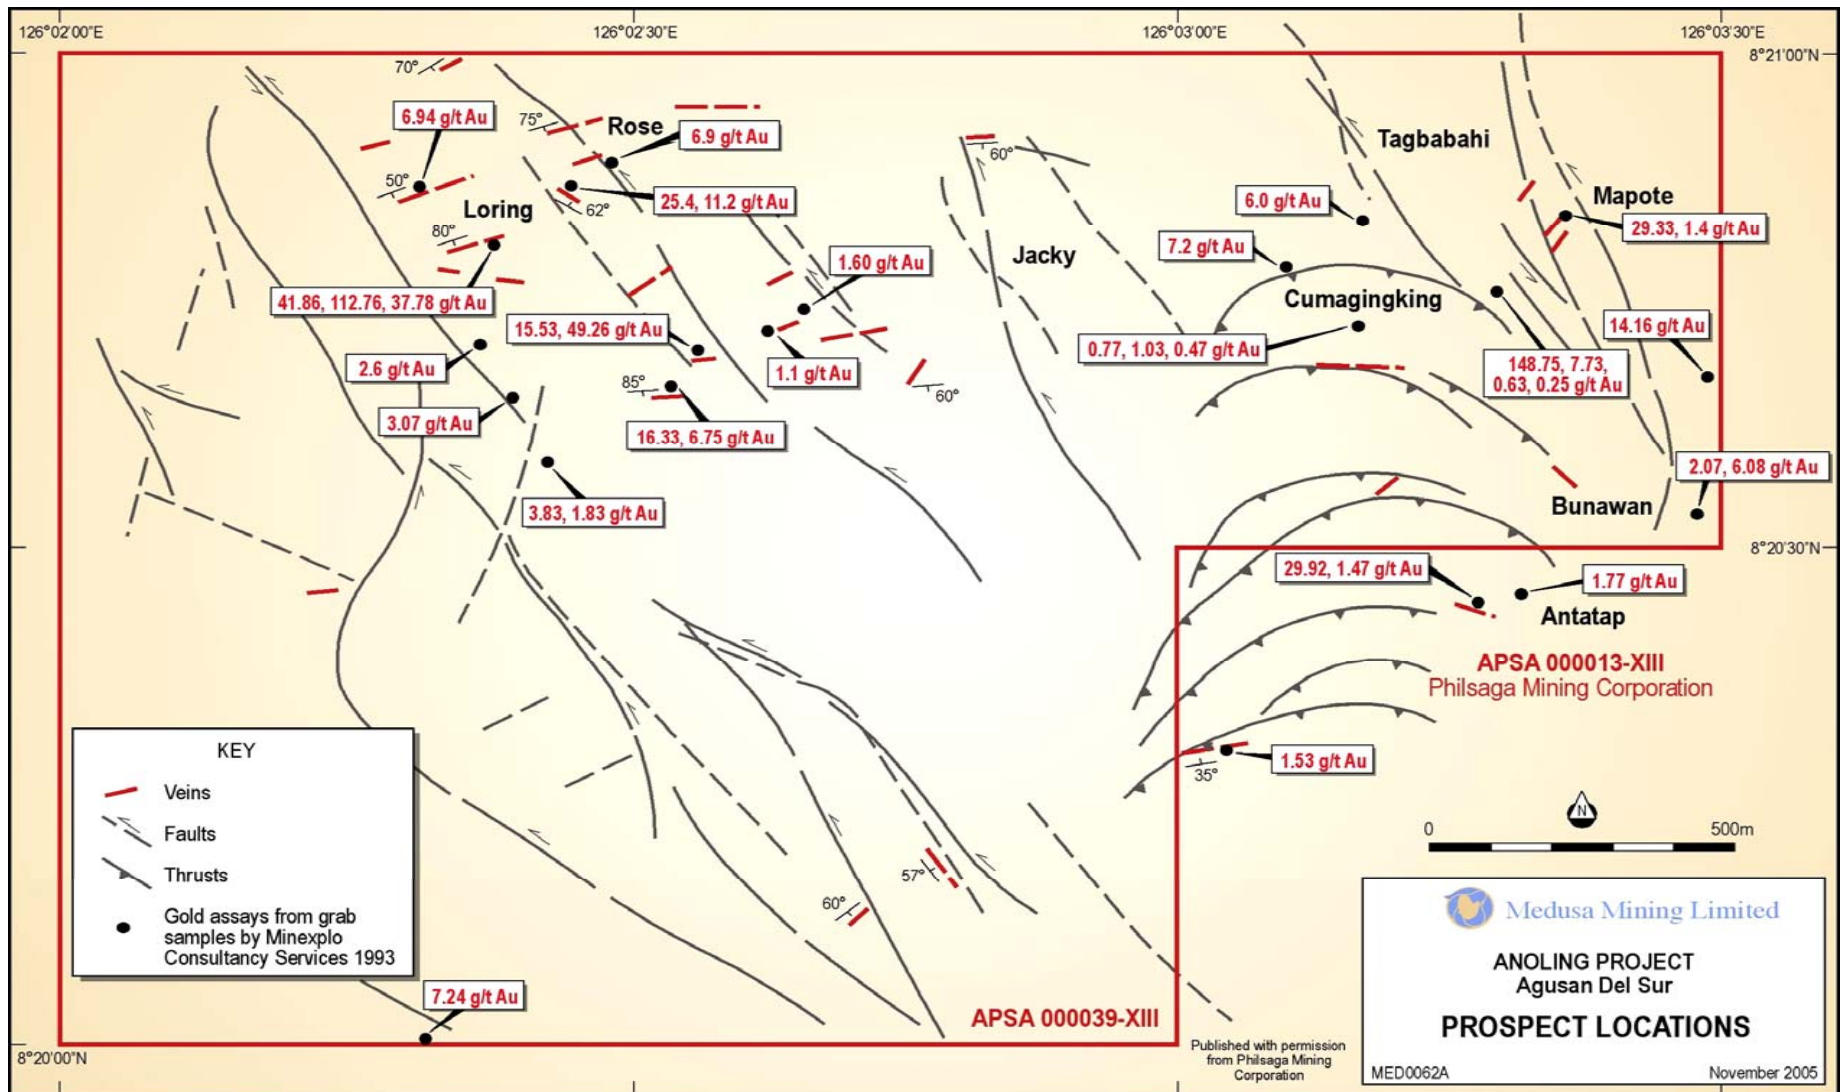 126°02'00"E
126°02'30"E
126°03'00"E
126°03'30"E
8°21'00"N
70°
6.94 g/t Au
75°
Rose
6.9 g/t Au
60°
Tagbabahi
50°
Loring
62°
25.4, 11.2 g/t Au
6.0 g/t Au
Mapote
29.33, 1.4 g/t Au
80°
7.2 g/t Au
Jacky
1.60 g/t Au
41.86, 112.76, 37.78 g/t Au
Cumagingking
15.53, 49.26 g/t Au
14.16 g/t Au
0.77, 1.03, 0.47 g/t Au
2.6 g/t Au
1.1 g/t Au
148.75, 7.73,
0.63, 0.25 g/t Au
85°
60°
3.07 g/t Au
16.33, 6.75 g/t Au
2.07, 6.08 g/t Au
3.83, 1.83 g/t Au
Bunawan
8°20'30"N
29.92, 1.47 g/t Au
1.77 g/t Au
Antatap
APSA 000013-XIII
Philsaga Mining Corporation
35°
1.53 g/t Au
KEY
Veins
Faults
Thrusts
Gold assays from grab
samples by Minexplo
Consultancy Services 1993
N
0
500m
57°
60°
7.24 g/t Au
APSA 000039-XIII
8°20'00"N
Published with permission
from Philsaga Mining
Corporation
Medusa Mining Limited
ANOLING PROJECT
Agusan Del Sur
PROSPECT LOCATIONS
MED0062A
November 2005